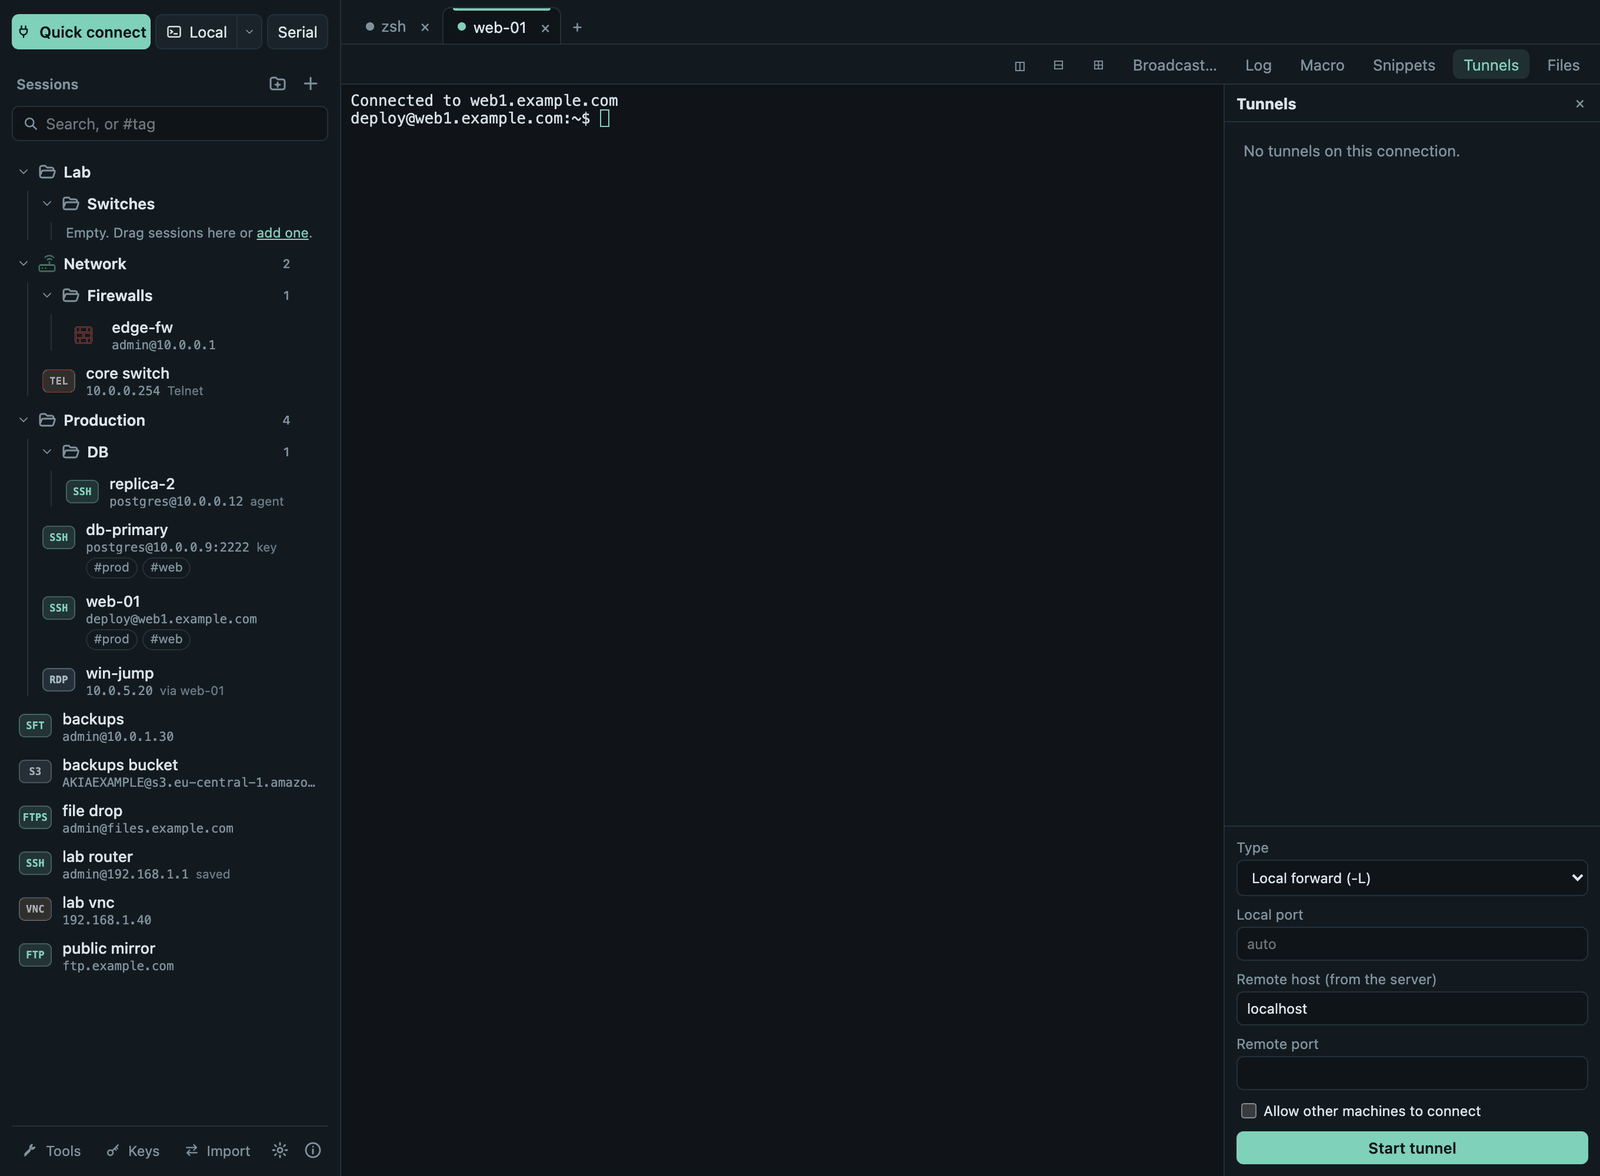 Quick connect
Local
Serial
Sessions
Search, or #tag
Lab
Switches
Empty. Drag sessions here or add one.
Network 2
Firewalls 1
edge-fw
admin@10.0.0.1
TEL
core switch
10.0.0.254 Telnet
Production 4
DB 1
SSH
replica-2
postgres@10.0.0.12 agent
SSH
db-primary
postgres@10.0.0.9:2222 key
#prod #web
SSH
web-01
deploy@web1.example.com
#prod #web
RDP
win-jump
10.0.5.20 via web-01
SFT
backups
admin@10.0.1.30
S3
backups bucket
AKIAEXAMPLE@s3.eu-central-1.amazo…
FTPS
file drop
admin@files.example.com
SSH
lab router
admin@192.168.1.1 saved
VNC
lab vnc
192.168.1.40
FTP
public mirror
ftp.example.com
Tools
Keys
Import
zsh ×
web-01 ×
+
Broadcast...
Log
Macro
Snippets
Tunnels
Files
Connected to web1.example.com
deploy@web1.example.com:~$
Tunnels ×
No tunnels on this connection.
Type
Local forward (-L)
Local port
auto
Remote host (from the server)
localhost
Remote port
Allow other machines to connect
Start tunnel